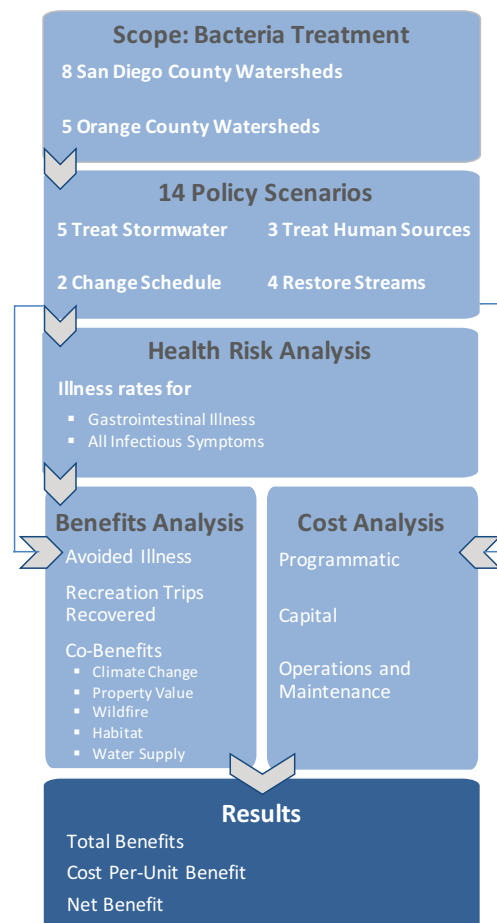 Scope: Bacteria Treatment
8 San Diego County Watersheds
5 Orange County Watersheds
14 Policy Scenarios
5 Treat Stormwater
3 Treat Human Sources
2 Change Schedule
4 Restore Streams
Health Risk Analysis
Illness rates for
▪ Gastrointestinal Illness
▪ All Infectious Symptoms
Benefits Analysis
Avoided Illness
Recreation Trips
Recovered
Co-Benefits
▪ Climate Change
▪ Property Value
▪ Wildfire
▪ Habitat
▪ Water Supply
Cost Analysis
Programmatic
Capital
Operations and
Maintenance
Results
Total Benefits
Cost Per-Unit Benefit
Net Benefit